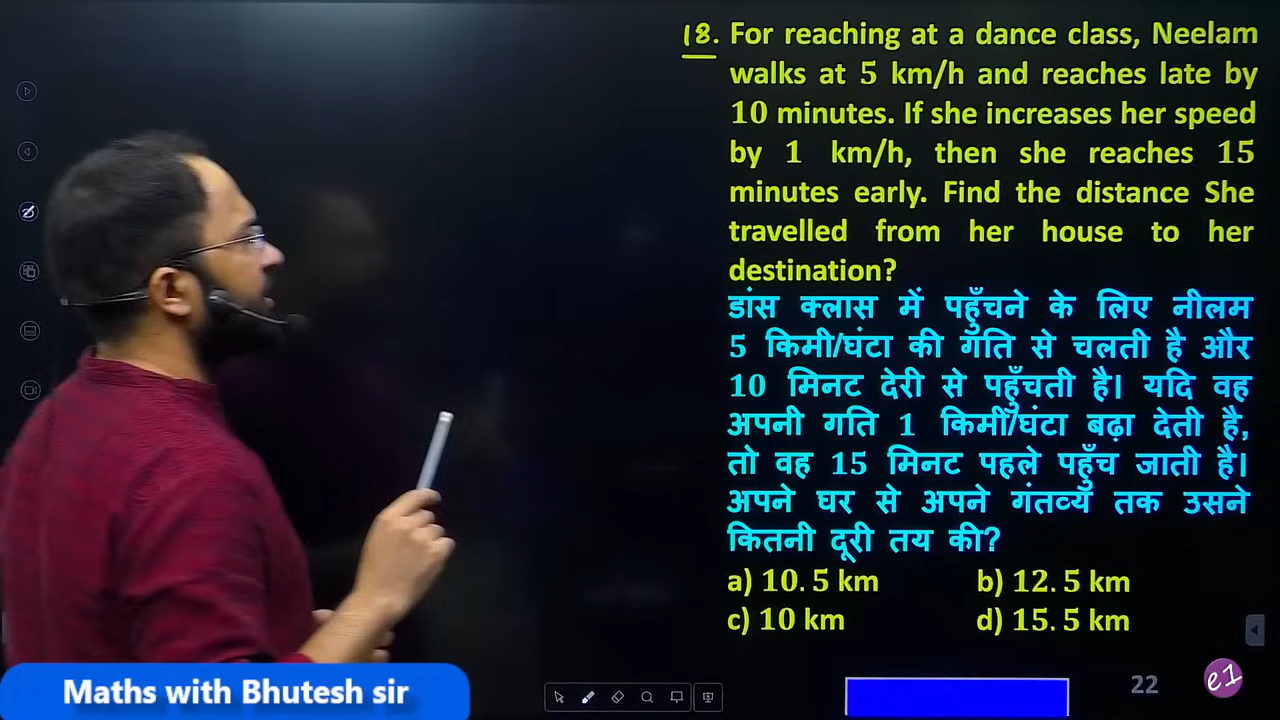 18. For reaching at a dance class, Neelam
walks at 5 km/h and reaches late by
10 minutes. If she increases her speed
by 1 km/h, then she reaches 15
minutes early. Find the distance She
travelled from her house to her
destination?
डांस क्लास में पहुँचने के लिए नीलम
5 किमी/घंटा की गति से चलती है और
10 मिनट देरी से पहुँचती है। यदि वह
अपनी गति 1 किमी/घंटा बढ़ा देती है,
तो वह 15 मिनट पहले पहुँच जाती है।
अपने घर से अपने गंतव्य तक उसने
कितनी दूरी तय की?
a) 10.5 km b) 12.5 km
c) 10 km d) 15.5 km
Maths with Bhutesh sir
22
e1